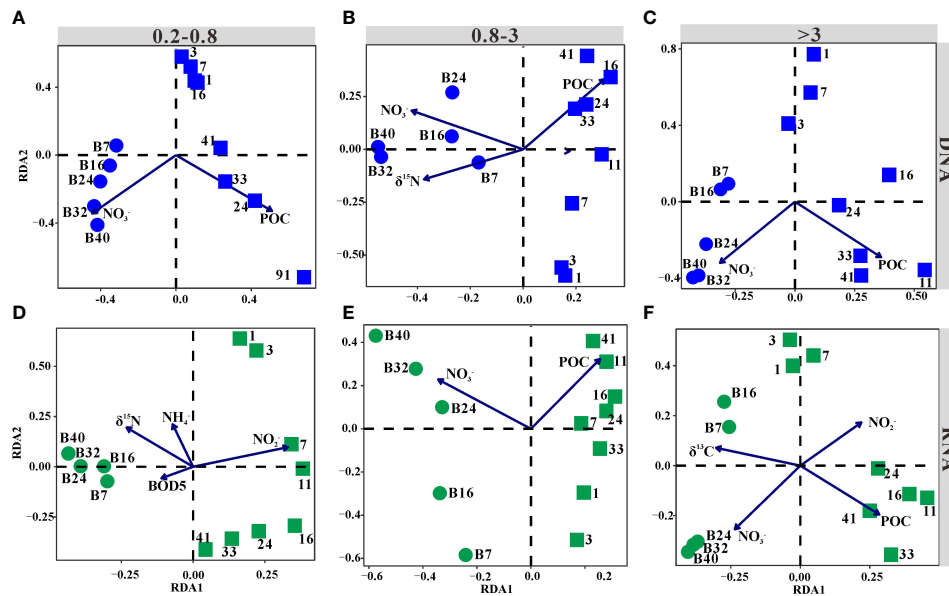 A
B
C
0.2-0.8
0.8-3
>3
DNA
RDA2
0.4
0.0
-0.4
3
7
1
16
41
33
24
91
B7
B16
B24
B32
B40
NO₃⁻
POC
-0.4
0.0
0.4
0.25
0.00
-0.25
-0.50
41
16
POC
24
33
11
7
3
1
B24
NO₃⁻
B40
B16
B32
B7
δ¹⁵N
-0.50
-0.25
0.0
0.2
0.4
0.8
0.4
0.0
-0.4
1
7
3
16
24
33
41
11
B7
B16
B24
B40
B32
NO₃⁻
POC
-0.25
0.0
0.25
0.50
D
E
F
RDA2
0.50
0.25
0.00
-0.25
1
3
δ¹⁵N
NH₄⁻
NO₂⁻
7
B40
B32
B16
B24
B7
BOD5
11
41
33
24
16
-0.25
0.00
0.25
RDA1
0.4
0.2
0.0
-0.4
-0.6
B40
B32
NO₃⁻
B24
B16
B7
41
POC
11
16
7
24
33
1
3
-0.6
-0.4
-0.2
0.0
0.2
RDA1
0.4
0.2
0.0
-0.2
3
7
1
B16
B7
NO₂⁻
δ¹³C
24
16
11
41
POC
33
NO₃⁻
B24
B32
B40
-0.25
0.00
0.25
RDA1